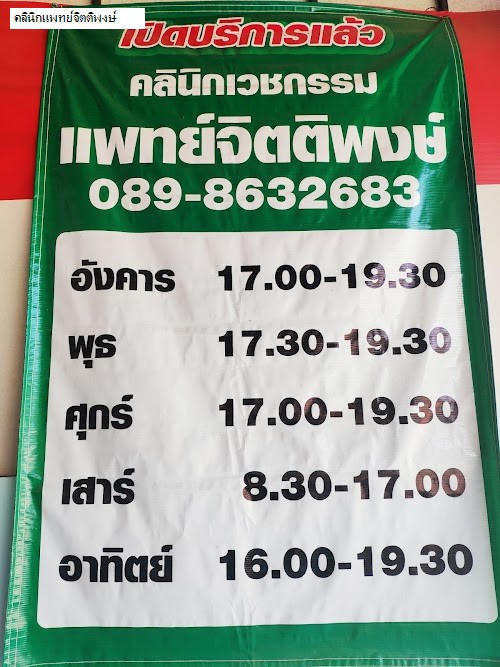 คลินิกแพทย์จิตติพงษ์
เปิดบริการแล้ว
คลินิกเวชกรรม
แพทย์จิตติพงษ์
089-8632683
อังคาร 17.00-19.30
พุธ 17.30-19.30
ศุกร์ 17.00-19.30
เสาร์ 8.30-17.00
อาทิตย์ 16.00-19.30